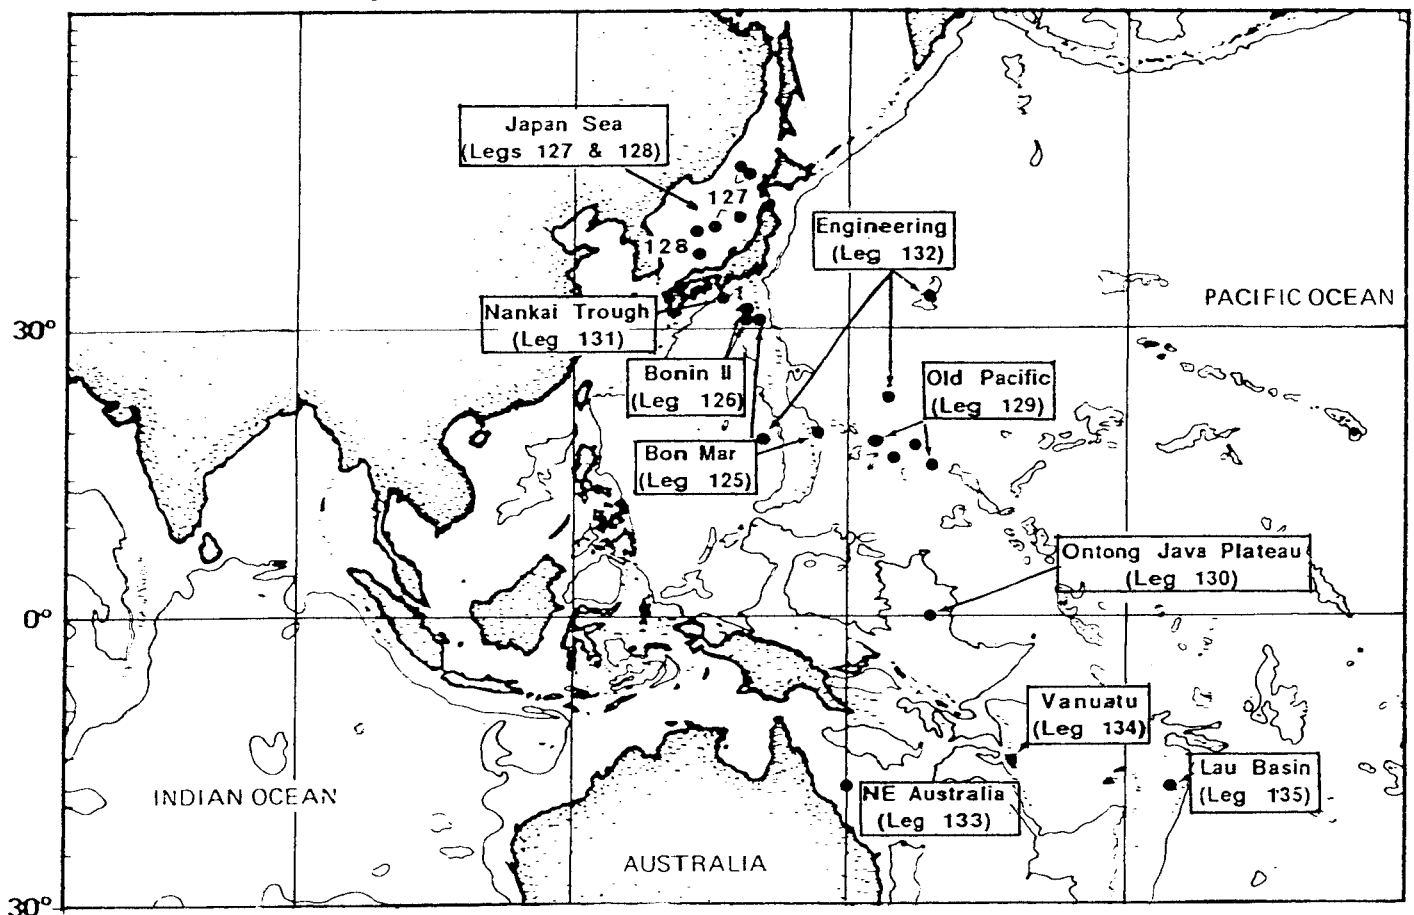 Japan Sea
(Legs 127 & 128)
127
128
Engineering
(Leg 132)
PACIFIC OCEAN
Nankai Trough
(Leg 131)
30°
Bonin II
(Leg 126)
Old Pacific
(Leg 129)
Bon Mar
(Leg 125)
Ontong Java Plateau
(Leg 130)
0°
Vanuatu
(Leg 134)
Lau Basin
(Leg 135)
INDIAN OCEAN
NE Australia
(Leg 133)
AUSTRALIA
30°